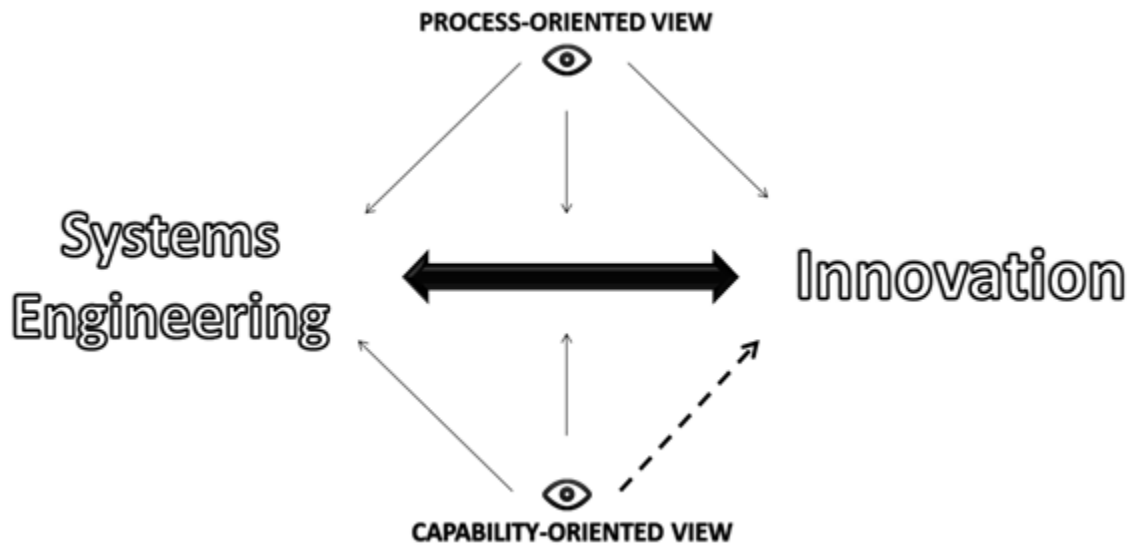 PROCESS-ORIENTED VIEW
Systems
Engineering
Innovation
CAPABILITY-ORIENTED VIEW